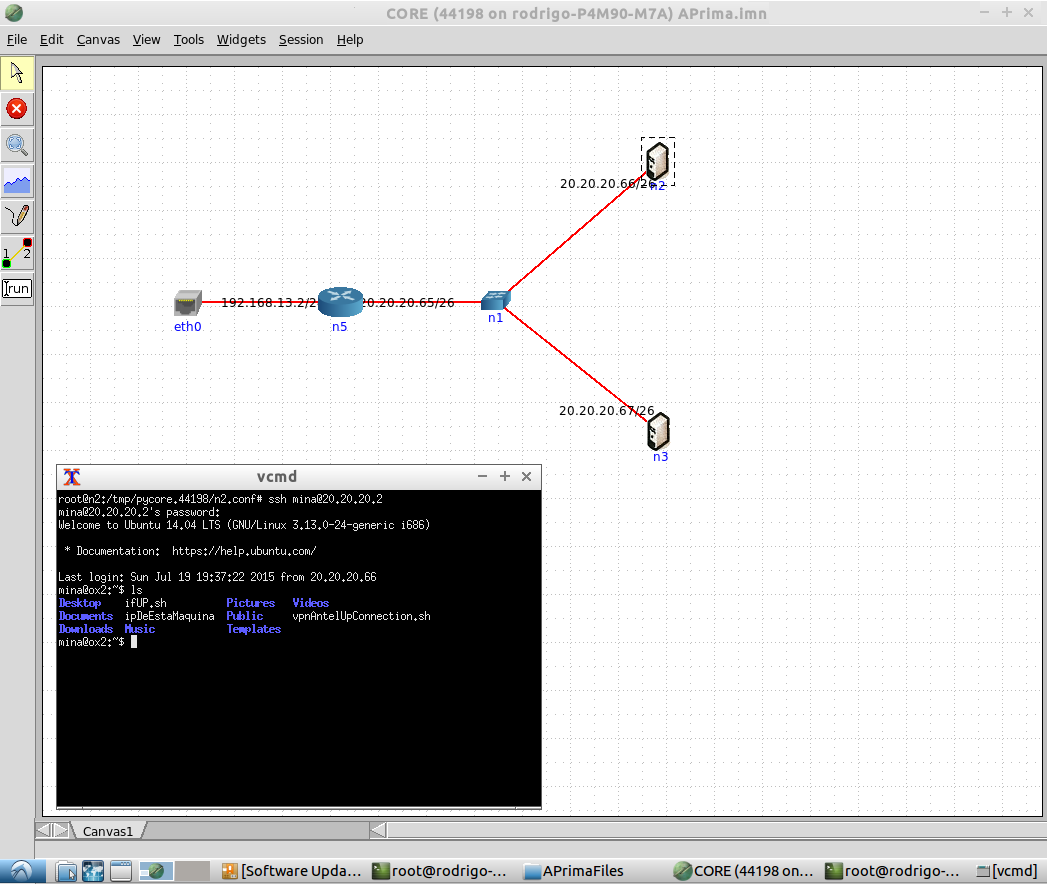 CORE (44198 on rodrigo-P4M90-M7A) APrima.imn
File Edit Canvas View Tools Widgets Session Help
1 2
run
20.20.20.66/26
n2
192.168.13.2/2
0.20.20.65/26
eth0
n5
n1
20.20.20.67/26
n3
vcmd
root@n2:/tmp/pycore.44198/n2.conf# ssh mina@20.20.20.2
mina@20.20.20.2's password:
Welcome to Ubuntu 14.04 LTS (GNU/Linux 3.13.0-24-generic i686)
* Documentation: https://help.ubuntu.com/
Last login: Sun Jul 19 19:37:22 2015 from 20.20.20.66
mina@ox2:~$ ls
Desktop ifUP.sh Pictures Videos
Documents ipDeEstaMaquina Public vpnAntelUpConnection.sh
Downloads Music Templates
mina@ox2:~$
Canvas1
[Software Upda... root@rodrigo-... APrimaFiles CORE (44198 on... root@rodrigo-... [vcmd]